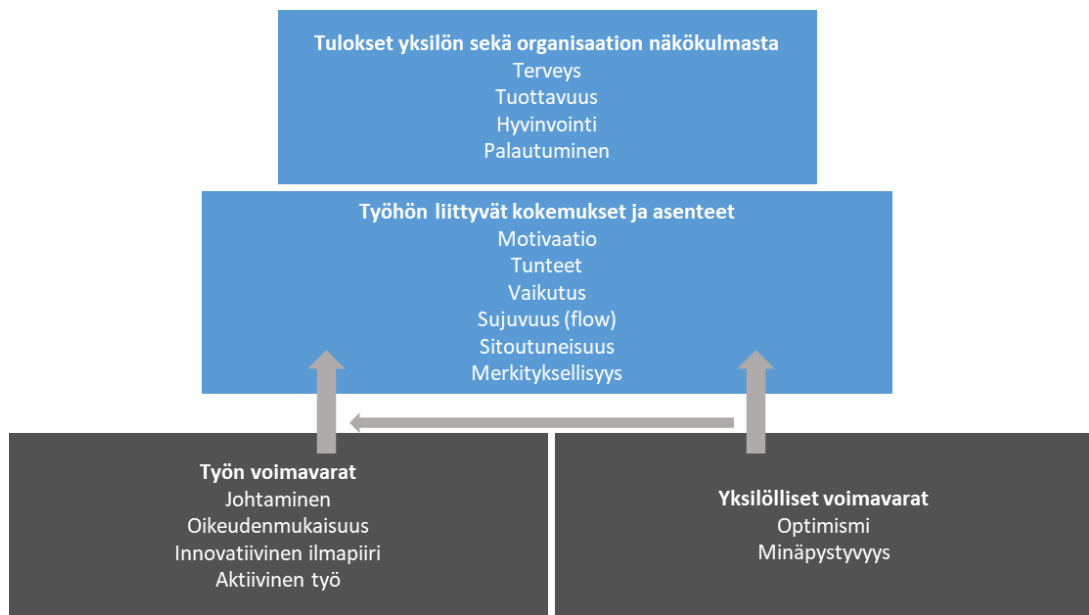 Tulokset yksilön sekä organisaation näkökulmasta
Terveys
Tuottavuus
Hyvinvointi
Palautuminen
Työhön liittyvät kokemukset ja asenteet
Motivaatio
Tunteet
Vaikutus
Sujuvuus (flow)
Sitoutuneisuus
Merkityksellisyys
Työn voimavarat
Johtaminen
Oikeudenmukaisuus
Innovatiivinen ilmapiiri
Aktiivinen työ
Yksilölliset voimavarat
Optimismi
Minäpystyvyys